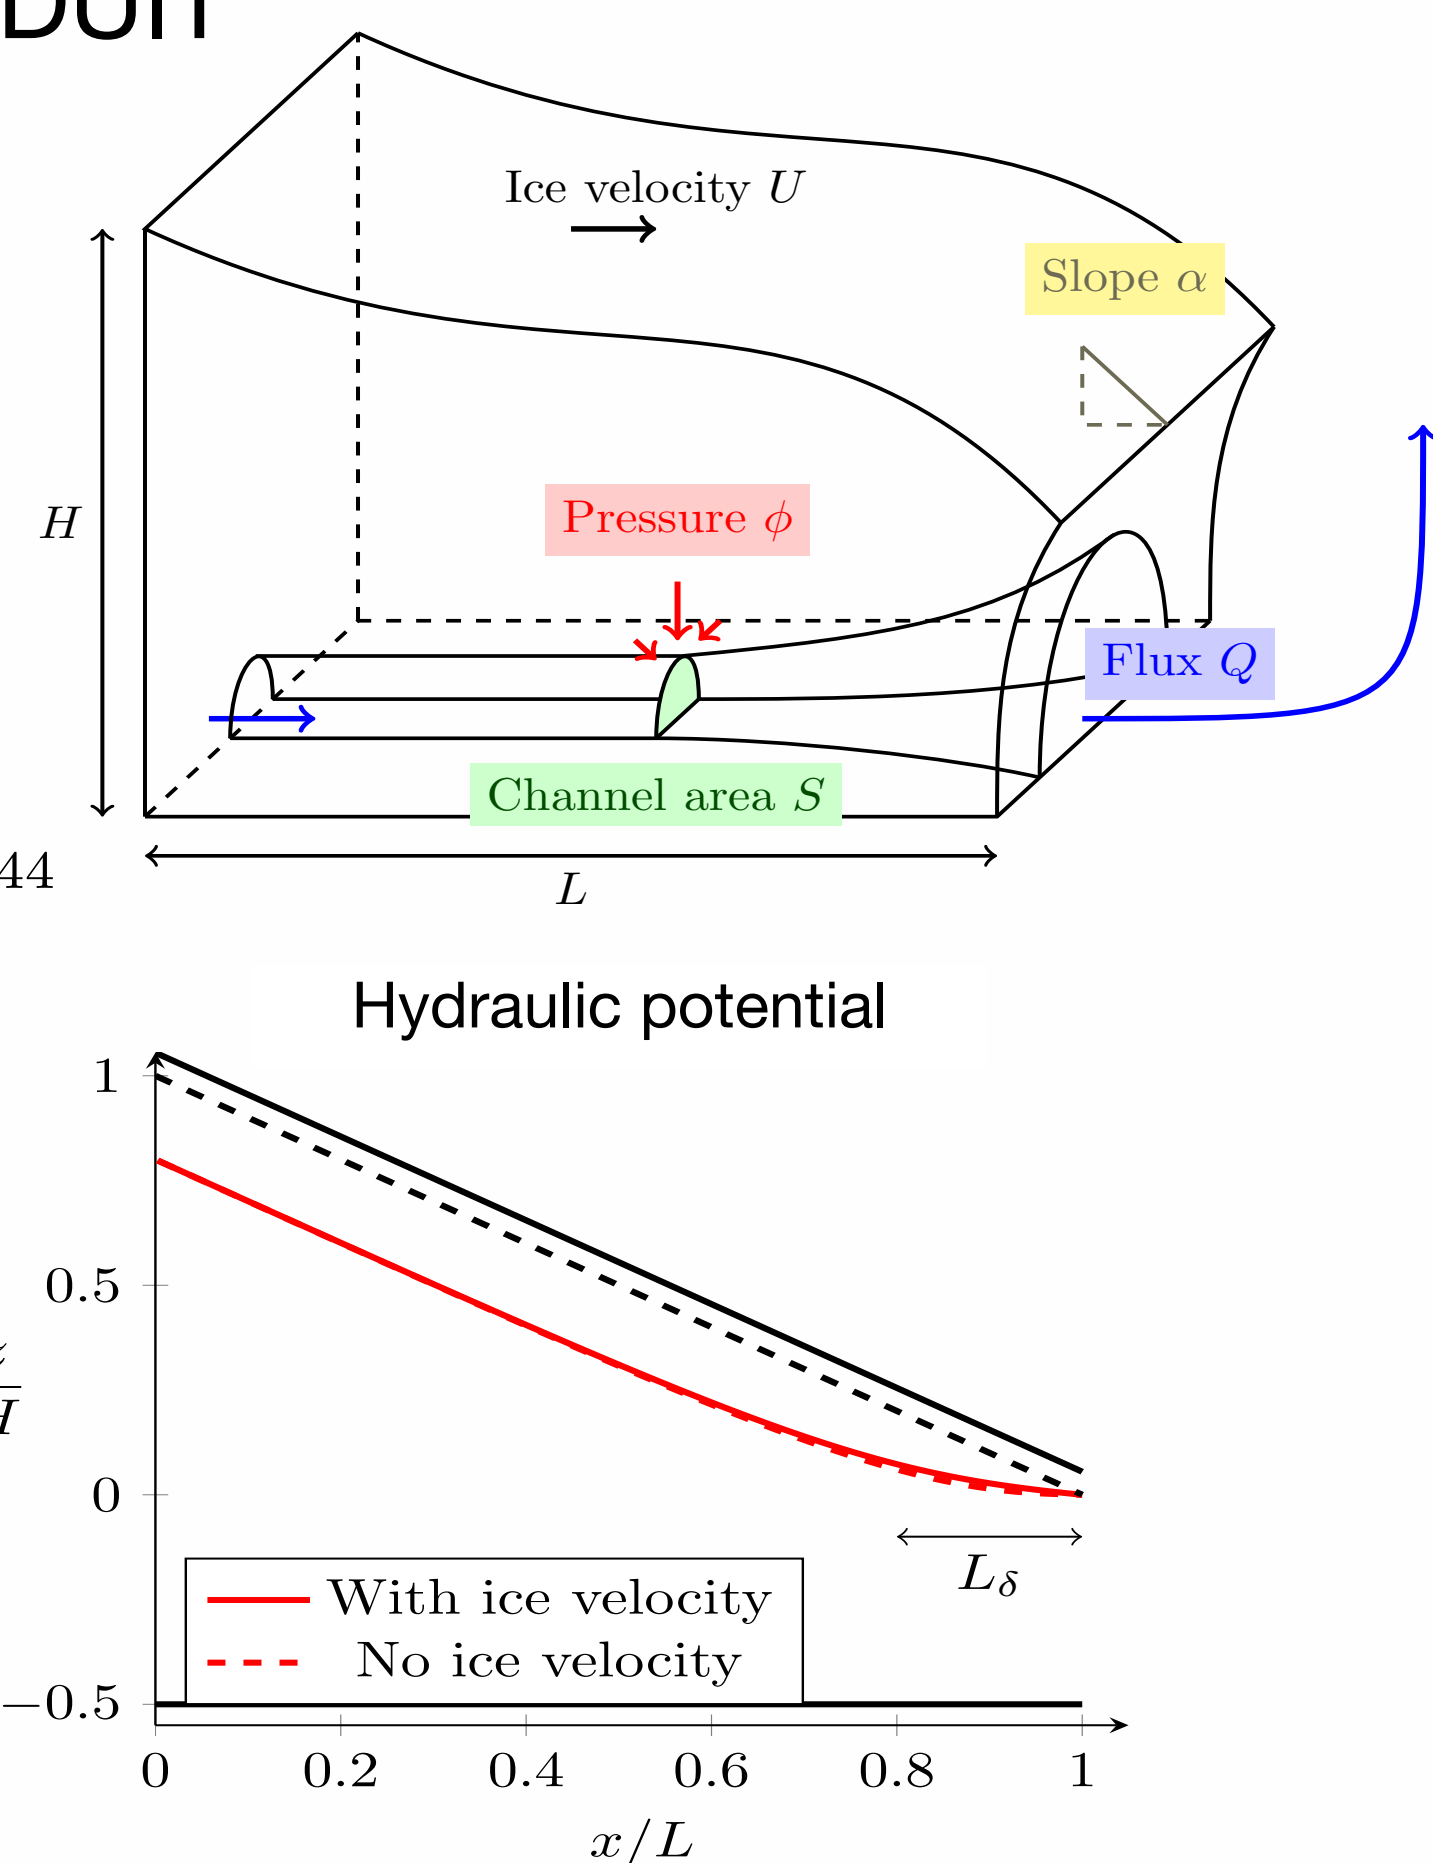 Ice velocity U
Slope α
H
Pressure ϕ
Flux Q
Channel area S
44
L
Hydraulic potential
1
0.5
0
−0.5
L_δ
With ice velocity
No ice velocity
0 0.2 0.4 0.6 0.8 1
x/L